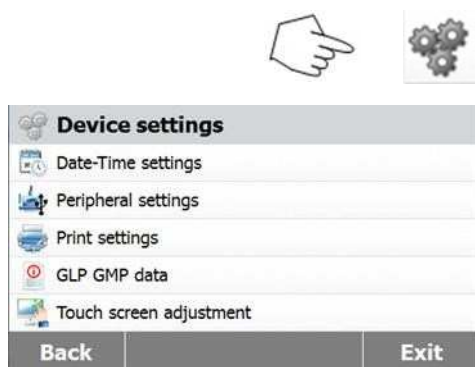 Device settings
Date-Time settings
Peripheral settings
Print settings
GLP GMP data
Touch screen adjustment
Back
Exit